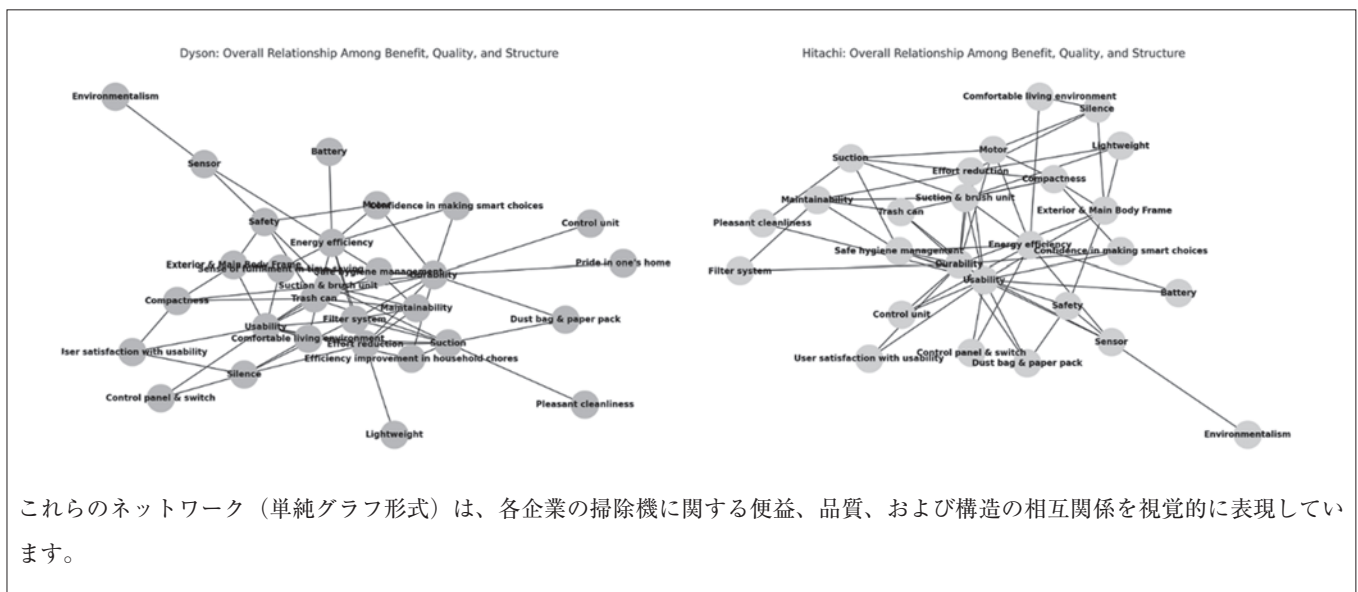 Dyson: Overall Relationship Among Benefit, Quality, and Structure
Environmentalism
Battery
Sensor
Confidence in making smart choices
Safety
Control unit
Energy efficiency
Pride in one's home
Exterior & Main Body Frame
Durability
Suction & brush unit
Compactness
Trash can
Maintainability
Filter system
Dust bag & paper pack
Usability
Comfortable living environment
Effort reduction
Suction
ser satisfaction with usability
Efficiency improvement in household chores
Silence
Control panel & switch
Pleasant cleanliness
Lightweight
Hitachi: Overall Relationship Among Benefit, Quality, and Structure
Comfortable living environment
Silence
Motor
Lightweight
Suction
Effort reduction
Compactness
Maintainability
Suction & brush unit
Trash can
Exterior & Main Body Frame
Pleasant cleanliness
Energy efficiency
Safe hygiene management
Confidence in making smart choices
Durability
Filter system
Usability
Battery
Safety
Control unit
Sensor
Control panel & switch
User satisfaction with usability
Dust bag & paper pack
Environmentalism
これらのネットワーク（単純グラフ形式）は、各企業の掃除機に関する便益、品質、および構造の相互関係を視覚的に表現してい
ます。